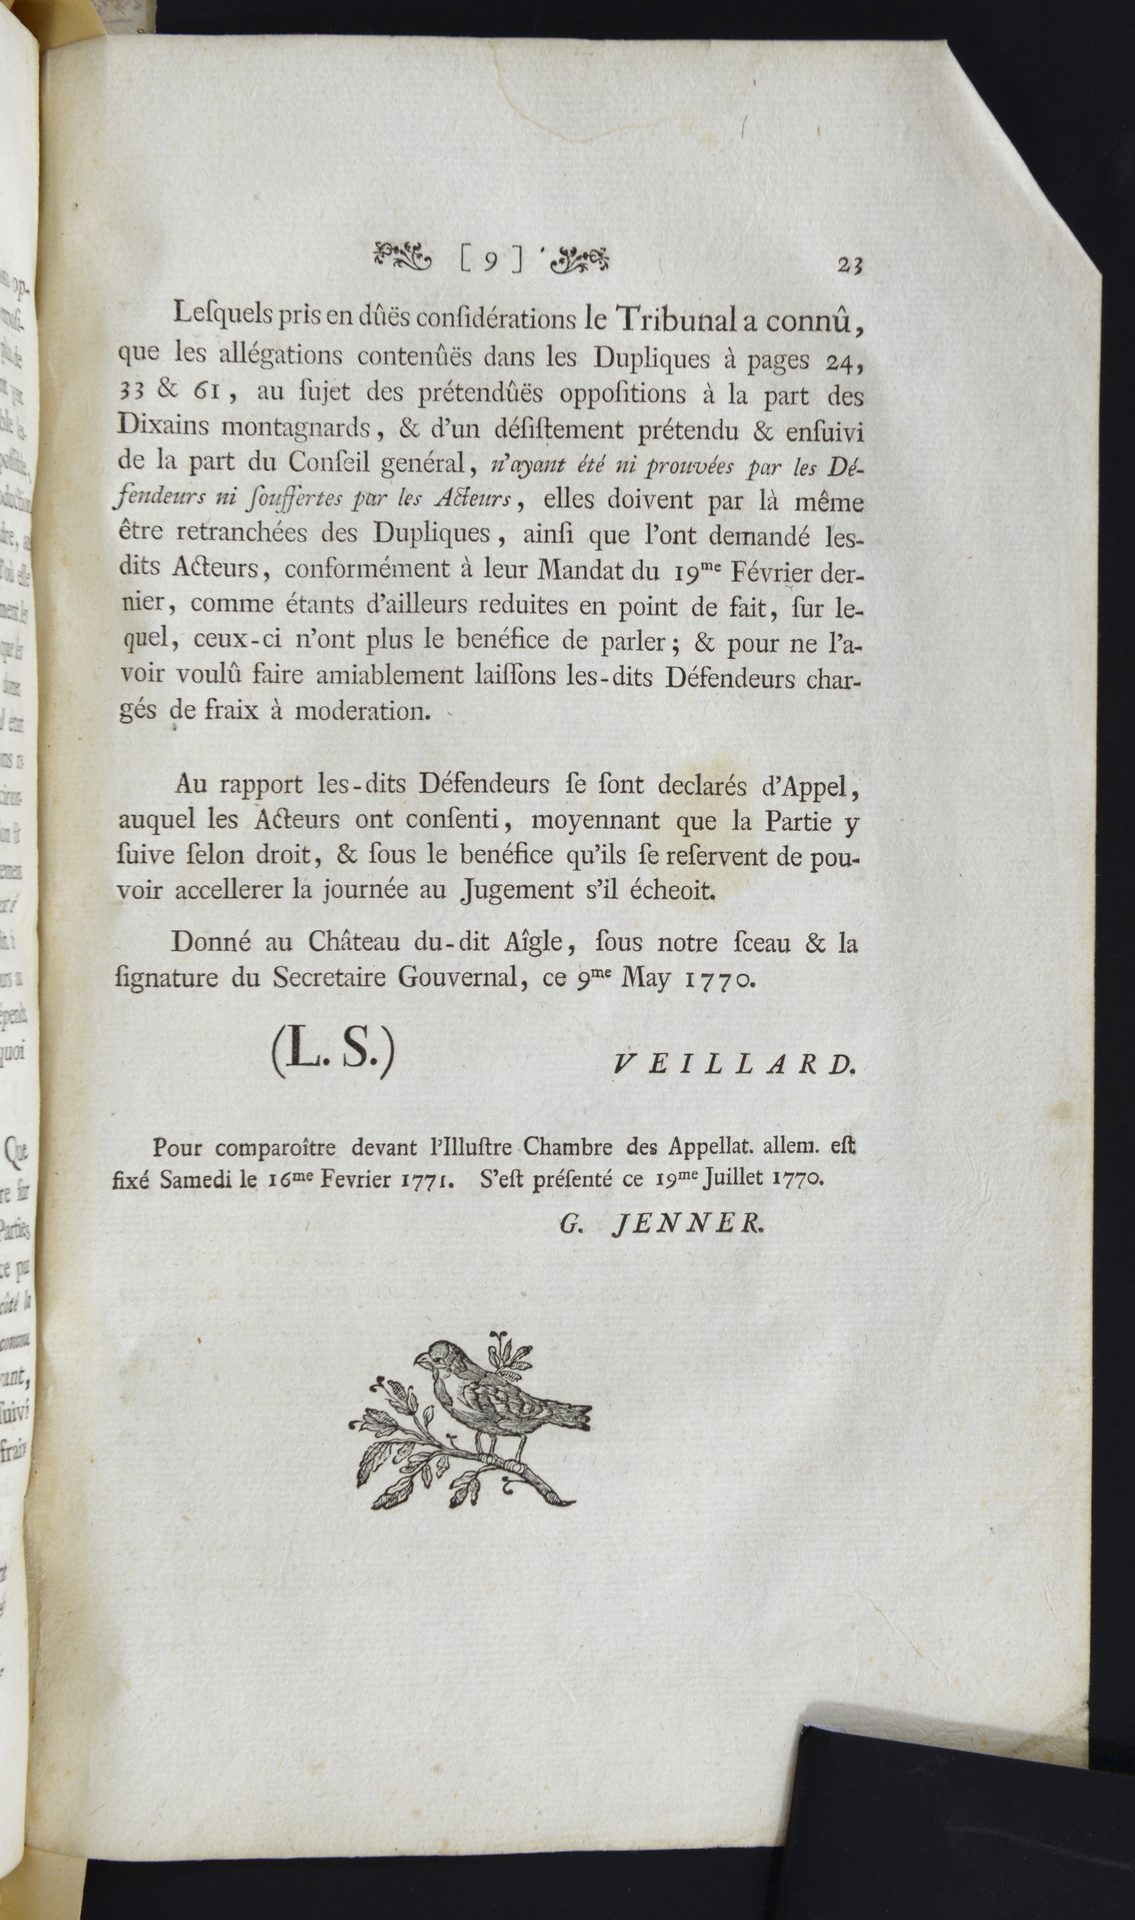 [ 9 ] 23
Leſquels pris en dûës conſidérations le Tribunal a connû,
que les allégations contenûës dans les Dupliques à pages 24,
33 & 61, au ſujet des prétendûës oppoſitions à la part des
Dixains montagnards, & d'un déſiſtement prétendu & enſuivi
de la part du Conſeil genéral, n'ayant été ni prouvées par les Dé-
fendeurs ni ſouffertes par les Acteurs, elles doivent par là même
être retranchées des Dupliques, ainſi que l'ont demandé les-
dits Acteurs, conformément à leur Mandat du 19me Février der-
nier, comme étants d'ailleurs reduites en point de fait, ſur le-
quel, ceux-ci n'ont plus le benéfice de parler; & pour ne l'a-
voir voulû faire amiablement laiſſons les-dits Défendeurs char-
gés de fraix à moderation.
Au rapport les-dits Défendeurs ſe ſont declarés d'Appel,
auquel les Acteurs ont conſenti, moyennant que la Partie y
ſuive ſelon droit, & ſous le benéfice qu'ils ſe reſervent de pou-
voir accellerer la journée au Jugement s'il écheoit.
Donné au Château du-dit Aîgle, ſous notre ſceau & la
ſignature du Secretaire Gouvernal, ce 9me May 1770.
(L. S.) VEILLARD.
Pour comparoître devant l'Illuſtre Chambre des Appellat. allem. eſt
fixé Samedi le 16me Fevrier 1771. S'eſt préſenté ce 19me Juillet 1770.
G. JENNER.